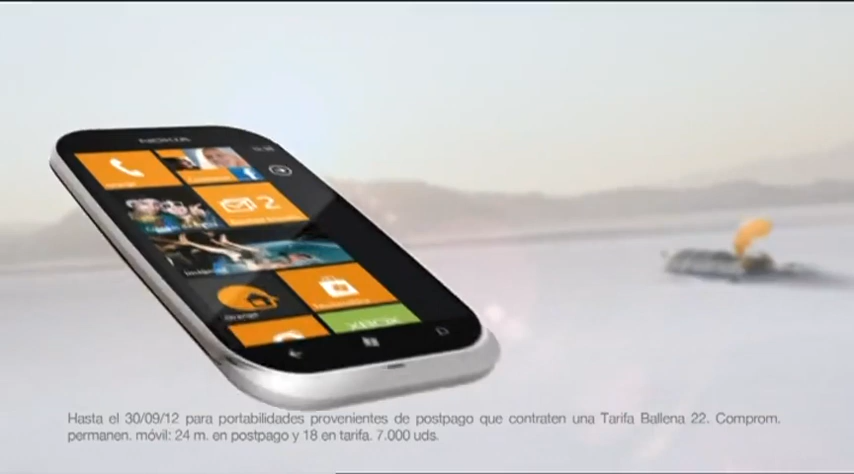 NOKIA
2
orange
XBOX
Hasta el 30/09/12 para portabilidades provenientes de postpago que contraten una Tarifa Ballena 22. Comprom.
permanen. móvil: 24 m. en postpago y 18 en tarifa. 7.000 uds.